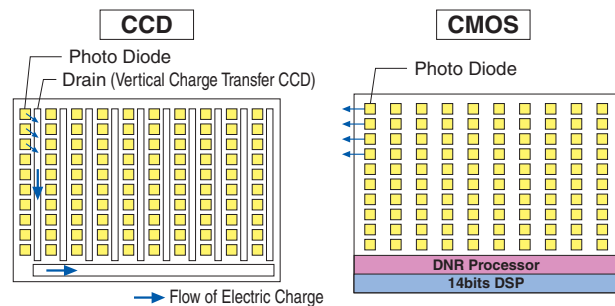 CCD
Photo Diode
Drain (Vertical Charge Transfer CCD)
Flow of Electric Charge
CMOS
Photo Diode
DNR Processor
14bits DSP